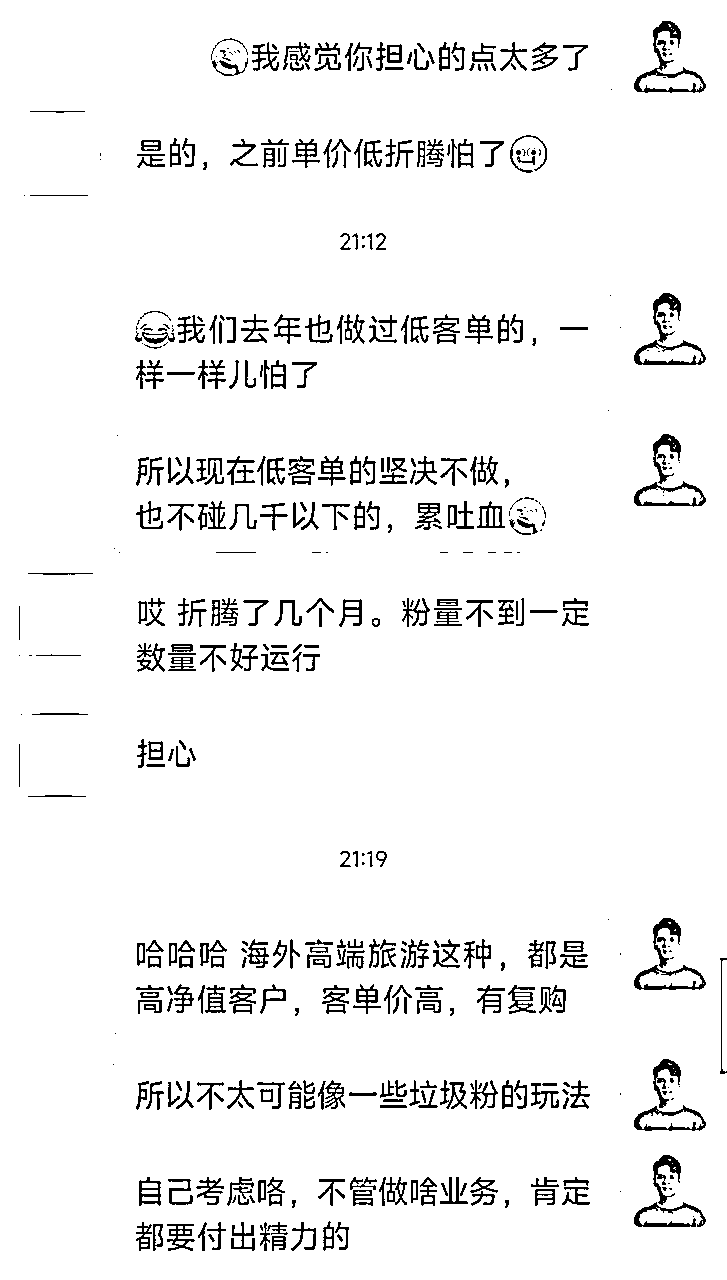 我感觉你担心的点太多了
是的，之前单价低折腾怕了
21:12
我们去年也做过低客单的，一
样一样儿怕了
所以现在低客单的坚决不做，
也不碰几千以下的，累吐血
哎 折腾了几个月。粉量不到一定
数量不好运行
担心
21:19
哈哈哈 海外高端旅游这种，都是
高净值客户，客单价高，有复购
所以不太可能像一些垃圾粉的玩法
自己考虑咯，不管做啥业务，肯定
都要付出精力的